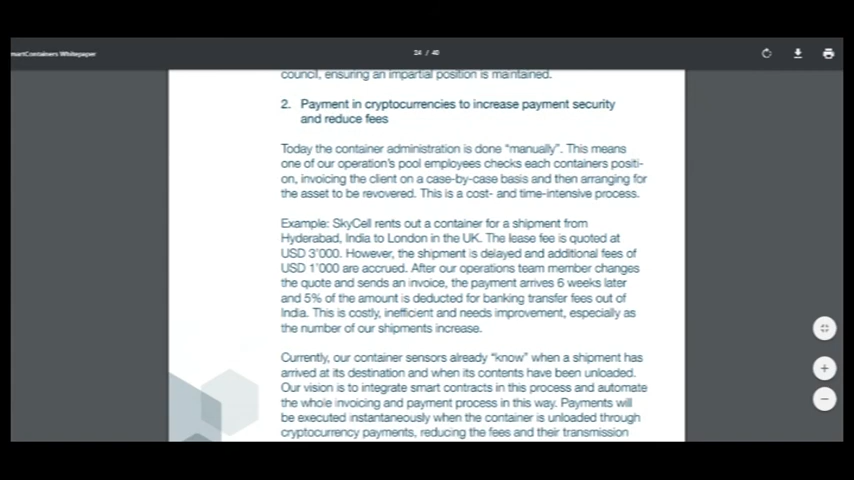 martContainers Whitepaper
24 / 40
council, ensuring an impartial position is maintained.
2. Payment in cryptocurrencies to increase payment security
and reduce fees
Today the container administration is done “manually”. This means
one of our operation's pool employees checks each containers positi-
on, invoicing the client on a case-by-case basis and then arranging for
the asset to be revovered. This is a cost- and time-intensive process.
Example: SkyCell rents out a container for a shipment from
Hyderabad, India to London in the UK. The lease fee is quoted at
USD 3’000. However, the shipment is delayed and additional fees of
USD 1’000 are accrued. After our operations team member changes
the quote and sends an invoice, the payment arrives 6 weeks later
and 5% of the amount is deducted for banking transfer fees out of
India. This is costly, inefficient and needs improvement, especially as
the number of our shipments increase.
Currently, our container sensors already “know” when a shipment has
arrived at its destination and when its contents have been unloaded.
Our vision is to integrate smart contracts in this process and automate
the whole invoicing and payment process in this way. Payments will
be executed instantaneously when the container is unloaded through
cryptocurrency payments, reducing the fees and their transmission